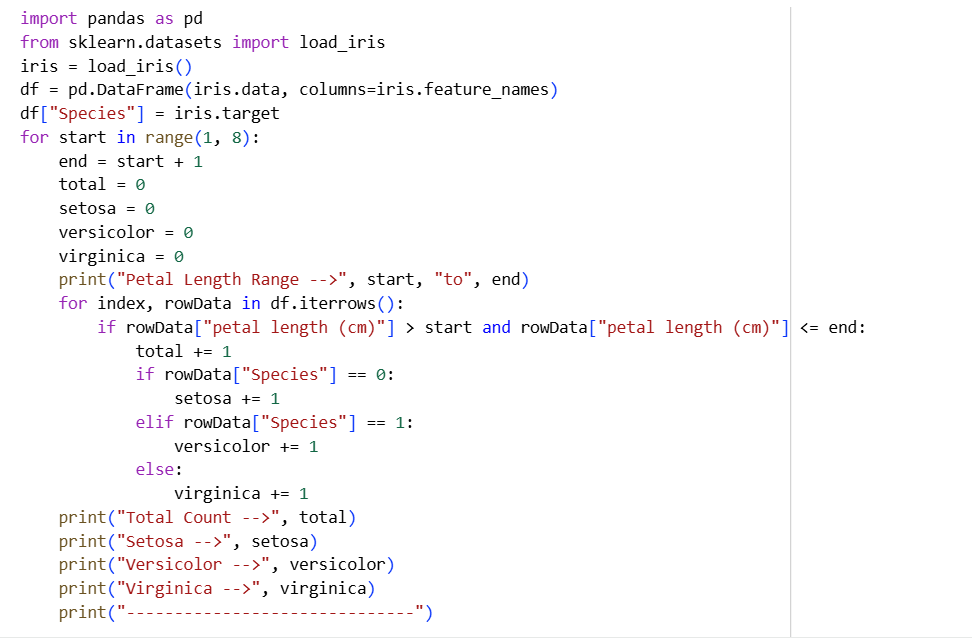 import pandas as pd
from sklearn.datasets import load_iris
iris = load_iris()
df = pd.DataFrame(iris.data, columns=iris.feature_names)
df["Species"] = iris.target
for start in range(1, 8):
    end = start + 1
    total = 0
    setosa = 0
    versicolor = 0
    virginica = 0
    print("Petal Length Range -->", start, "to", end)
    for index, rowData in df.iterrows():
        if rowData["petal length (cm)"] > start and rowData["petal length (cm)"] <= end:
            total += 1
            if rowData["Species"] == 0:
                setosa += 1
            elif rowData["Species"] == 1:
                versicolor += 1
            else:
                virginica += 1
    print("Total Count -->", total)
    print("Setosa -->", setosa)
    print("Versicolor -->", versicolor)
    print("Virginica -->", virginica)
    print("------------------------------")